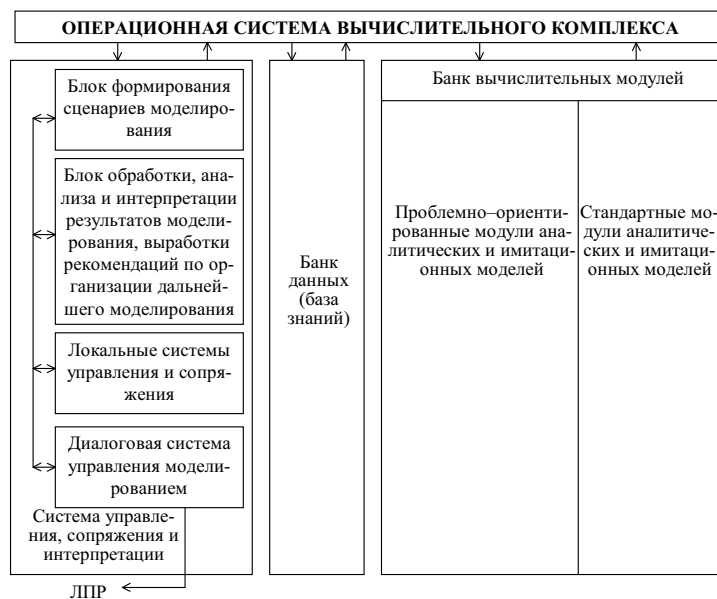 ОПЕРАЦИОННАЯ СИСТЕМА ВЫЧИСЛИТЕЛЬНОГО КОМПЛЕКСА
Блок формирования
сценариев моделиро-
вания
Блок обработки, ана-
лиза и интерпретации
результатов модели-
рования, выработки
рекомендаций по ор-
ганизации дальней-
шего моделирования
Локальные системы
управления и сопря-
жения
Диалоговая система
управления модели-
рованием
Система управле-
ния, сопряжения и
интерпретации
ЛПР
Банк
данных
(база
знаний)
Банк вычислительных модулей
Проблемно–ориенти-
рованные модули ана-
литических и имитаци-
онных моделей
Стандартные мо-
дули аналитичес-
ких и имитаци-
онных моделей